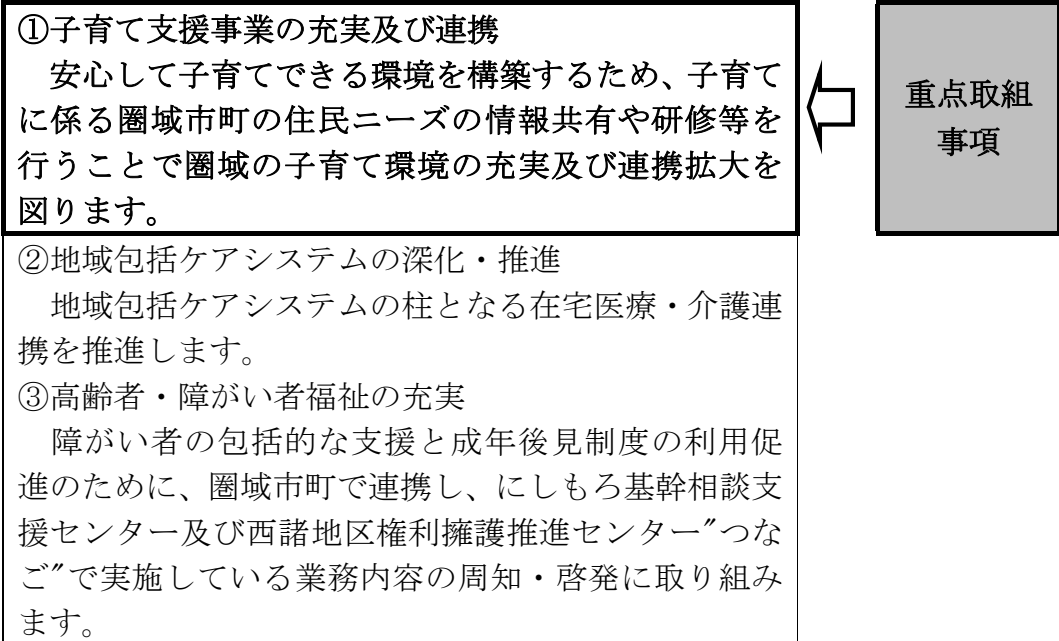 ①子育て支援事業の充実及び連携
　安心して子育てできる環境を構築するため、子育て
に係る圏域市町の住民ニーズの情報共有や研修等を
行うことで圏域の子育て環境の充実及び連携拡大を
図ります。
重点取組
事項
②地域包括ケアシステムの深化・推進
　地域包括ケアシステムの柱となる在宅医療・介護連
携を推進します。
③高齢者・障がい者福祉の充実
　障がい者の包括的な支援と成年後見制度の利用促
進のために、圏域市町で連携し、にしもろ基幹相談支
援センター及び西諸地区権利擁護推進センター″つな
ご″で実施している業務内容の周知・啓発に取り組み
ます。